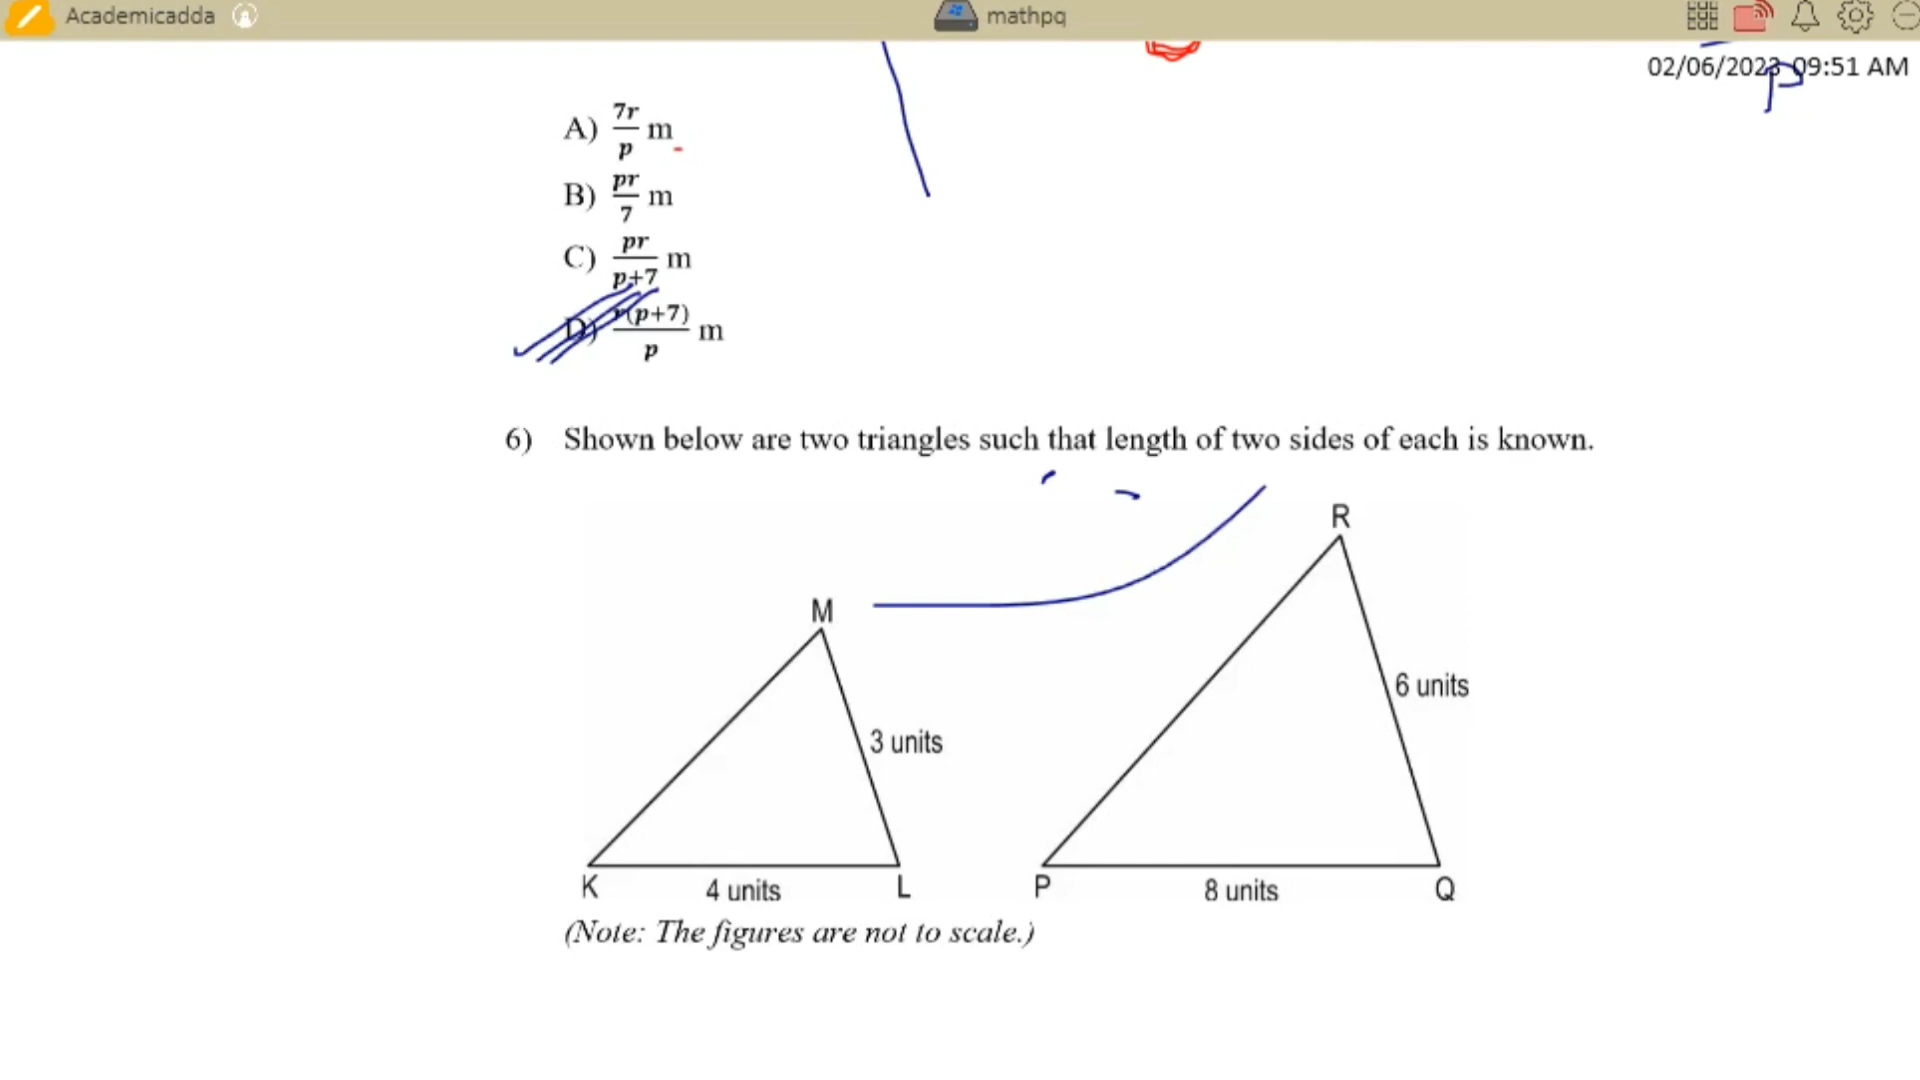 Academicadda
mathpq
02/06/2023 09:51 AM
p
A) 7r/p m
B) pr/7 m
C) pr/p+7 m
D) r(p+7)/p m
6) Shown below are two triangles such that length of two sides of each is known.
R
M
6 units
3 units
K 4 units L P 8 units Q
(Note: The figures are not to scale.)